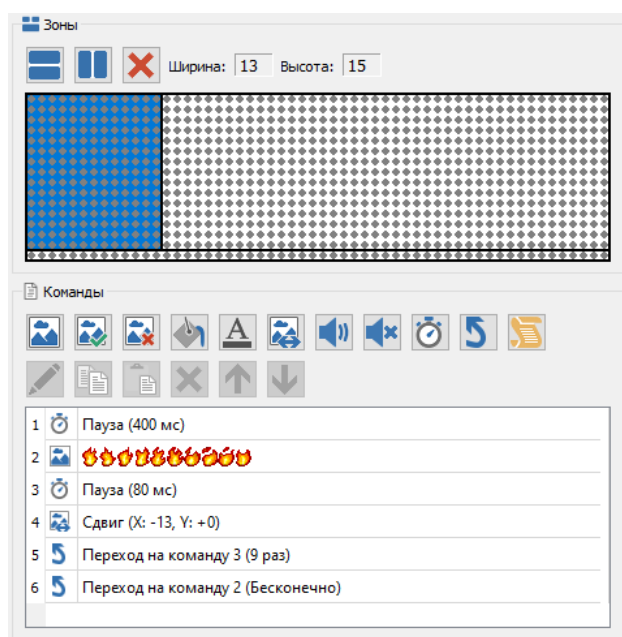 Зоны
Ширина: 13 Высота: 15
Команды
A
1 Пауза (400 мс)
2
3 Пауза (80 мс)
4 Сдвиг (X: -13, Y: +0)
5 Переход на команду 3 (9 раз)
6 Переход на команду 2 (Бесконечно)